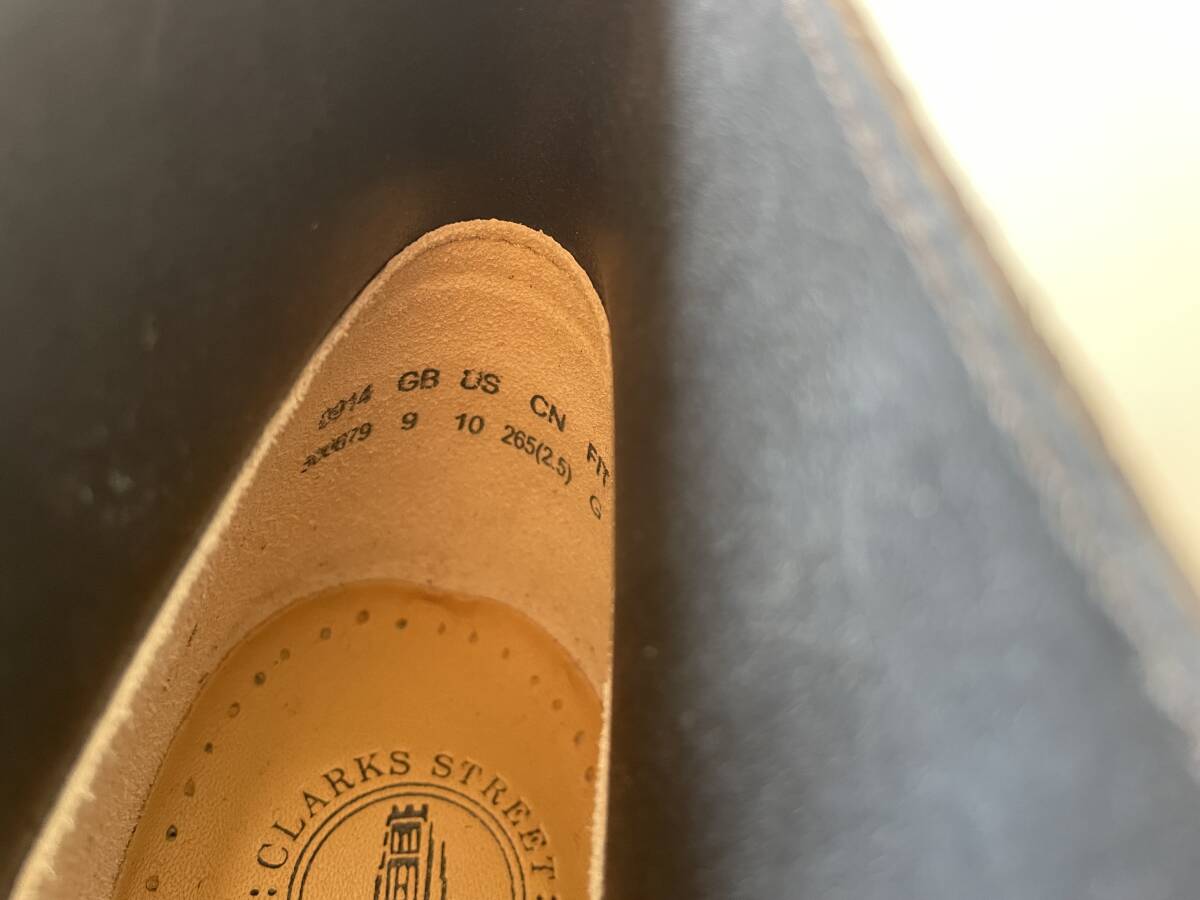 GB US CN FIT
9 10 265(2.5) G
CLARKS STREET